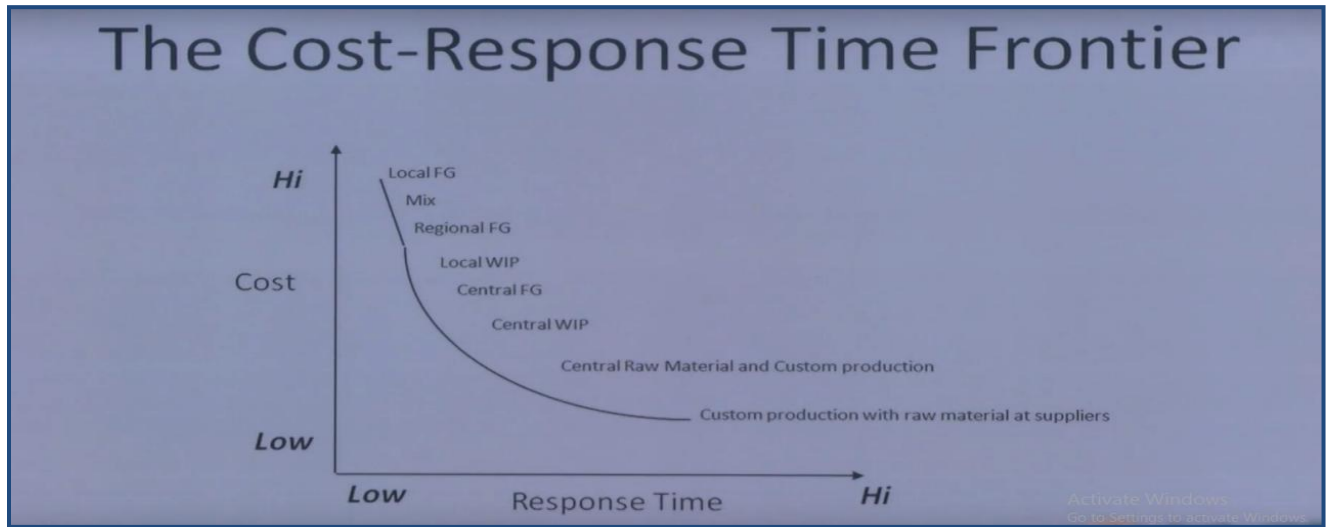 The Cost-Response Time Frontier
Hi
Local FG
Mix
Regional FG
Local WIP
Cost
Central FG
Central WIP
Central Raw Material and Custom production
Custom production with raw material at suppliers
Low
Low
Response Time
Hi
Activate Windows
Go to Settings to activate Windows.